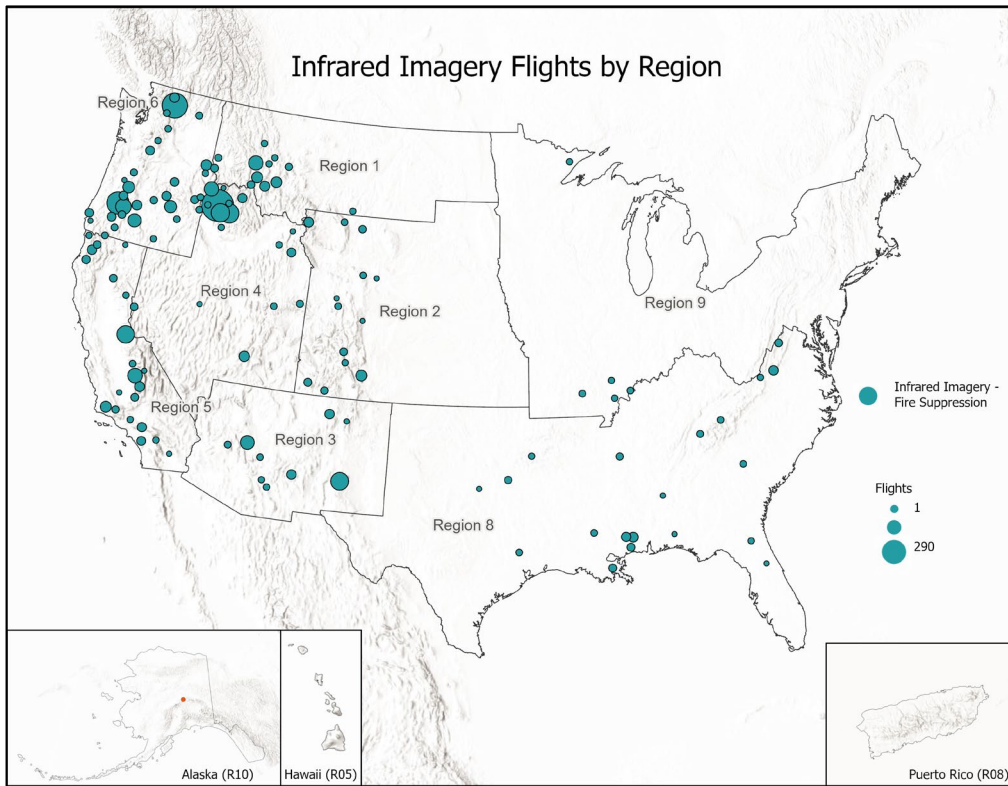 Infrared Imagery Flights by Region
Region 6
Region 1
Region 4
Region 2
Region 9
Region 5
Region 3
Region 8
Infrared Imagery -
Fire Suppression
Flights
1
290
Alaska (R10)
Hawaii (R05)
Puerto Rico (R08)